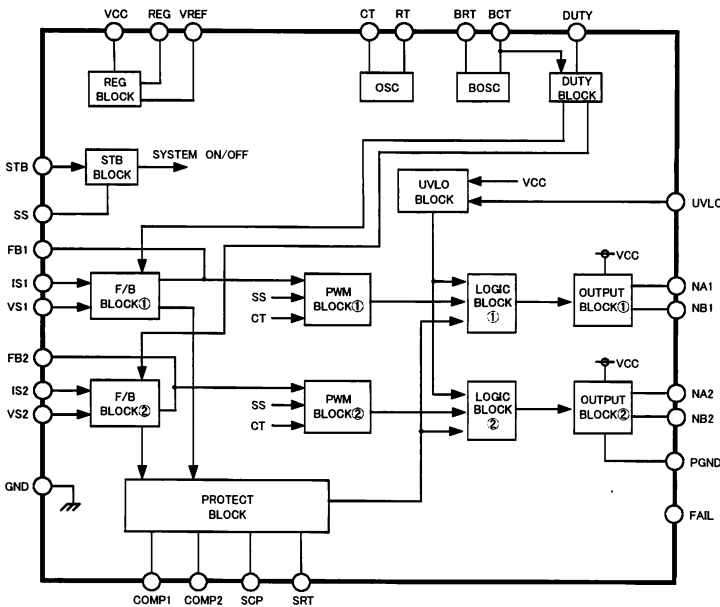 VCC REG VREF CT RT BRT BCT DUTY
REG
BLOCK
OSC
BOSC
DUTY
BLOCK
STB
STB
BLOCK
SYSTEM ON/OFF
SS
UVLO
BLOCK
VCC
UVLO
FB1
IS1
VS1
F/B
BLOCK①
SS
CT
PWM
BLOCK①
LOGIC
BLOCK
①
VCC
OUTPUT
BLOCK①
NA1
NB1
FB2
IS2
VS2
F/B
BLOCK②
SS
CT
PWM
BLOCK②
LOGIC
BLOCK
②
VCC
OUTPUT
BLOCK②
NA2
NB2
PGND
GND
PROTECT
BLOCK
FAIL
COMP1 COMP2 SCP SRT